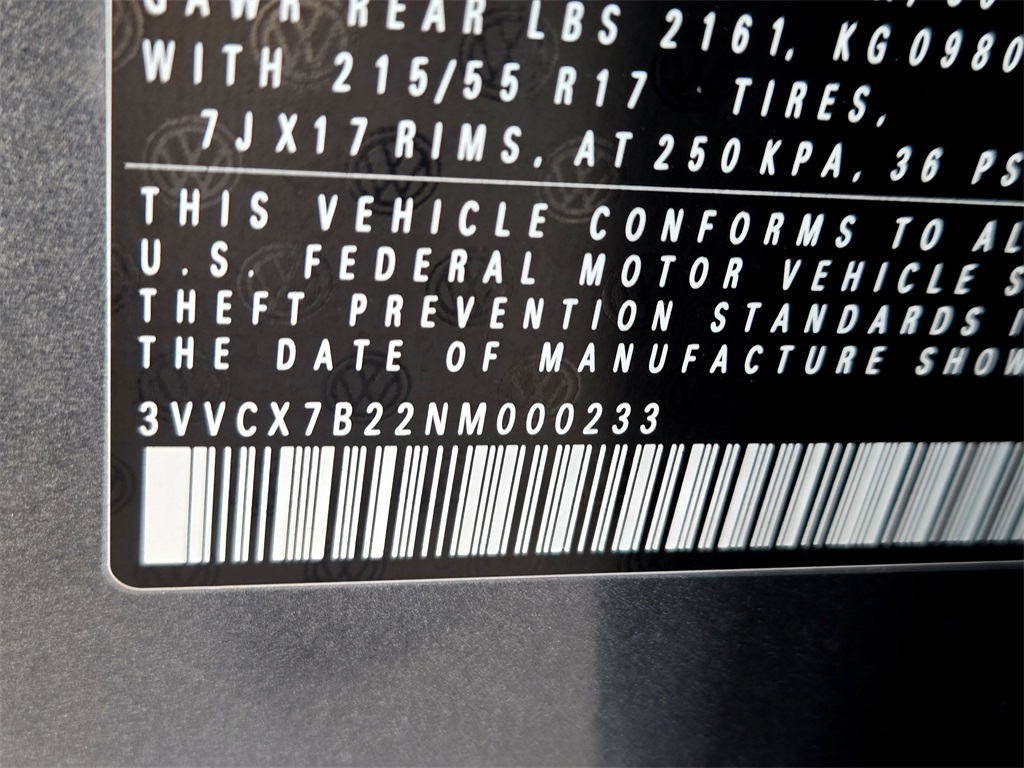 GAWR REAR LBS 2161, KG 0980
WITH 215/55 R17 TIRES,
7JX17 RIMS, AT 250 KPA, 36 PS
THIS VEHICLE CONFORMS TO AL
U.S. FEDERAL MOTOR VEHICLE S
THEFT PREVENTION STANDARDS I
THE DATE OF MANUFACTURE SHOW
3VVCX7B22NM000233